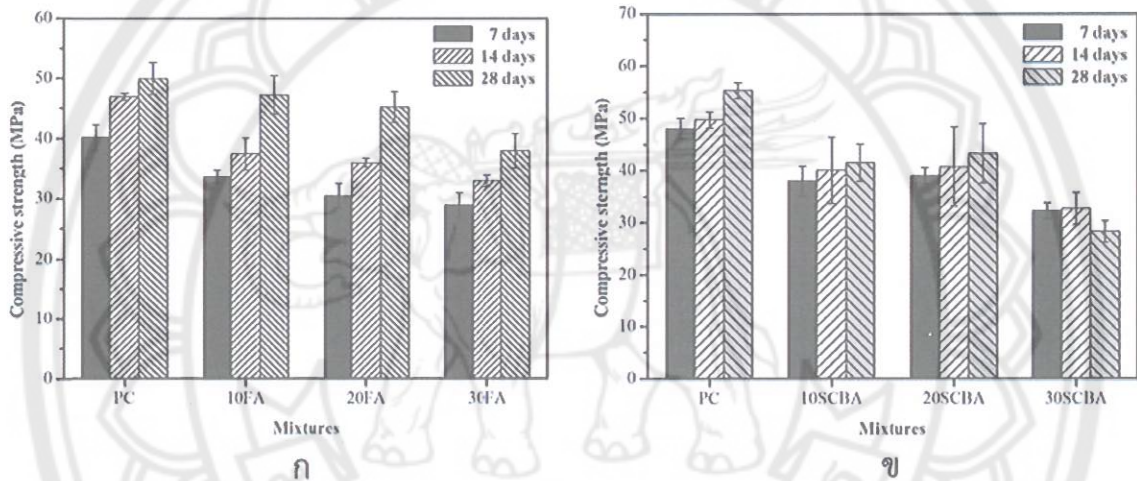 60
50
40
30
20
10
0
Compressive strength (MPa)
7 days
14 days
28 days
PC
10FA
20FA
30FA
Mixtures
ก
70
60
50
40
30
20
10
0
Compressive sterngth (MPa)
7 days
14 days
28 days
PC
10SCBA
20SCBA
30SCBA
Mixtures
ข